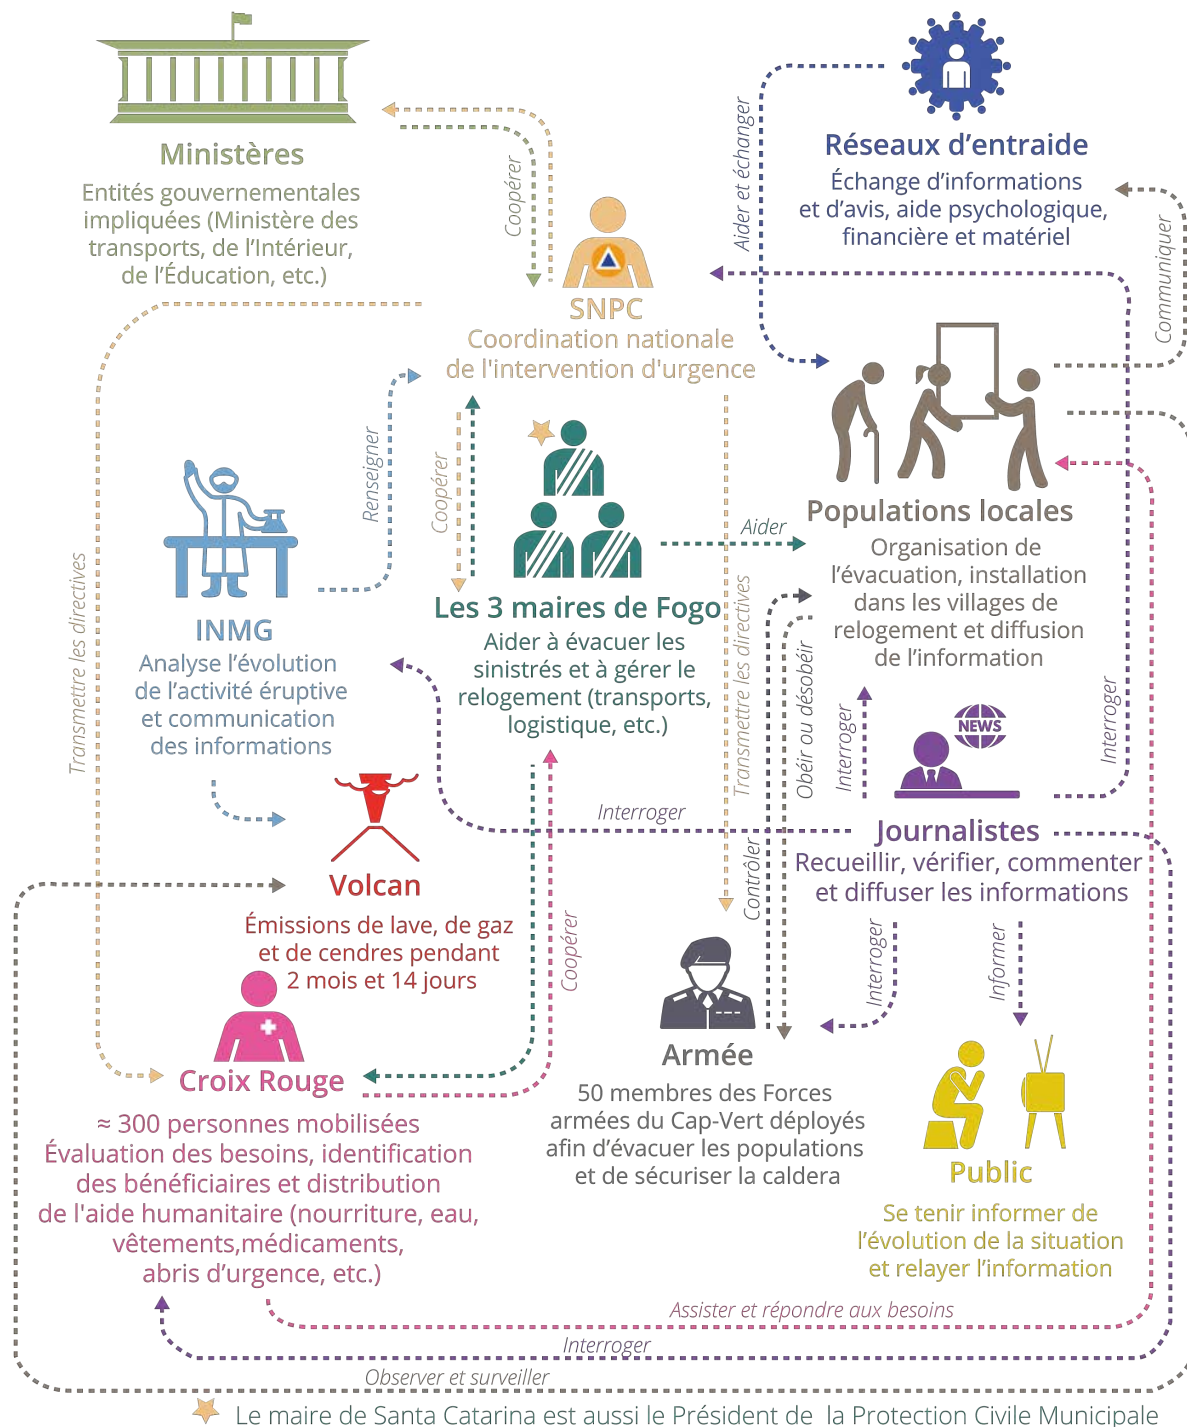 Ministères
Entités gouvernementales
impliquées (Ministère des
transports, de l'Intérieur,
de l'Éducation, etc.)
Coopérer
Aider et échanger
Réseaux d'entraide
Échange d'informations
et d'avis, aide psychologique,
financière et matériel
Communiquer
SNPC
Coordination nationale
de l'intervention d'urgence
Renseigner
Coopérer
Transmettre les directives
INMG
Analyse l'évolution
de l'activité éruptive
et communication
des informations
Les 3 maires de Fogo
Aider à évacuer les
sinistrés et à gérer le
relogement (transports,
logistique, etc.)
Aider
Transmettre les directives
Populations locales
Organisation de
l'évacuation, installation
dans les villages de
relogement et diffusion
de l'information
Obéir ou désobéir
Interroger
Interroger
NEWS
Interroger
Journalistes
Recueillir, vérifier, commenter
et diffuser les informations
Contrôler
Volcan
Émissions de lave, de gaz
et de cendres pendant
2 mois et 14 jours
Coopérer
Interroger
Informer
Croix Rouge
≈ 300 personnes mobilisées
Évaluation des besoins, identification
des bénéficiaires et distribution
de l'aide humanitaire (nourriture, eau,
vêtements,médicaments,
abris d'urgence, etc.)
Armée
50 membres des Forces
armées du Cap-Vert déployés
afin d'évacuer les populations
et de sécuriser la caldera
Public
Se tenir informer de
l'évolution de la situation
et relayer l'information
Assister et répondre aux besoins
Interroger
Observer et surveiller
Le maire de Santa Catarina est aussi le Président de la Protection Civile Municipale